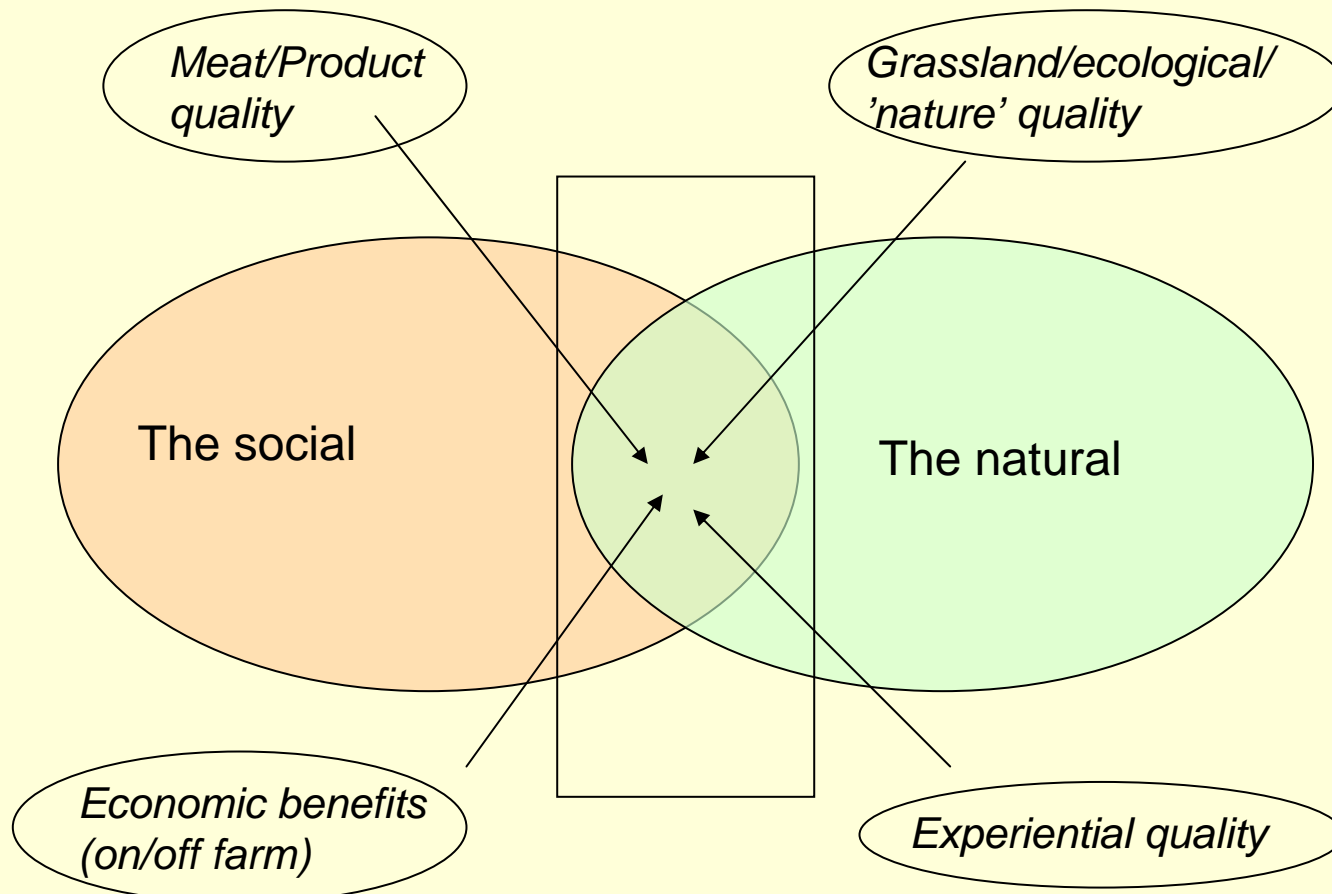 Meat/Product
quality
Grassland/ecological/
’nature’ quality
The social
The natural
Economic benefits
(on/off farm)
Experiential quality